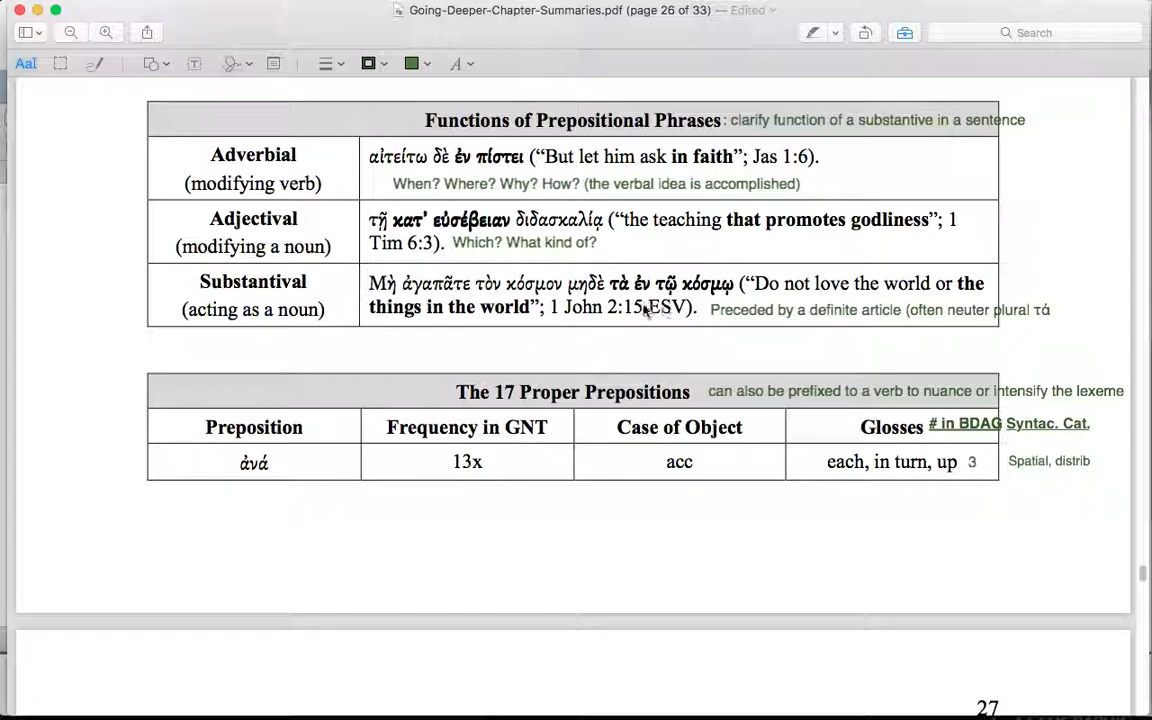 Going-Deeper-Chapter-Summaries.pdf (page 26 of 33) — Edited
Search
AaI
T
A
Functions of Prepositional Phrases: clarify function of a substantive in a sentence
Adverbial
(modifying verb)
αἰτείτω δὲ ἐν πίστει (“But let him ask in faith”; Jas 1:6).
When? Where? Why? How? (the verbal idea is accomplished)
Adjectival
(modifying a noun)
τῇ κατ' εὐσέβειαν διδασκαλίᾳ (“the teaching that promotes godliness”; 1
Tim 6:3). Which? What kind of?
Substantival
(acting as a noun)
Μὴ ἀγαπᾶτε τὸν κόσμον μηδὲ τὰ ἐν τῷ κόσμῳ (“Do not love the world or the
things in the world”; 1 John 2:15 ESV). Preceded by a definite article (often neuter plural τά
The 17 Proper Prepositions can also be prefixed to a verb to nuance or intensify the lexeme
Preposition Frequency in GNT Case of Object Glosses # in BDAG Syntac. Cat.
ἀνά 13x acc each, in turn, up 3 Spatial, distrib
27